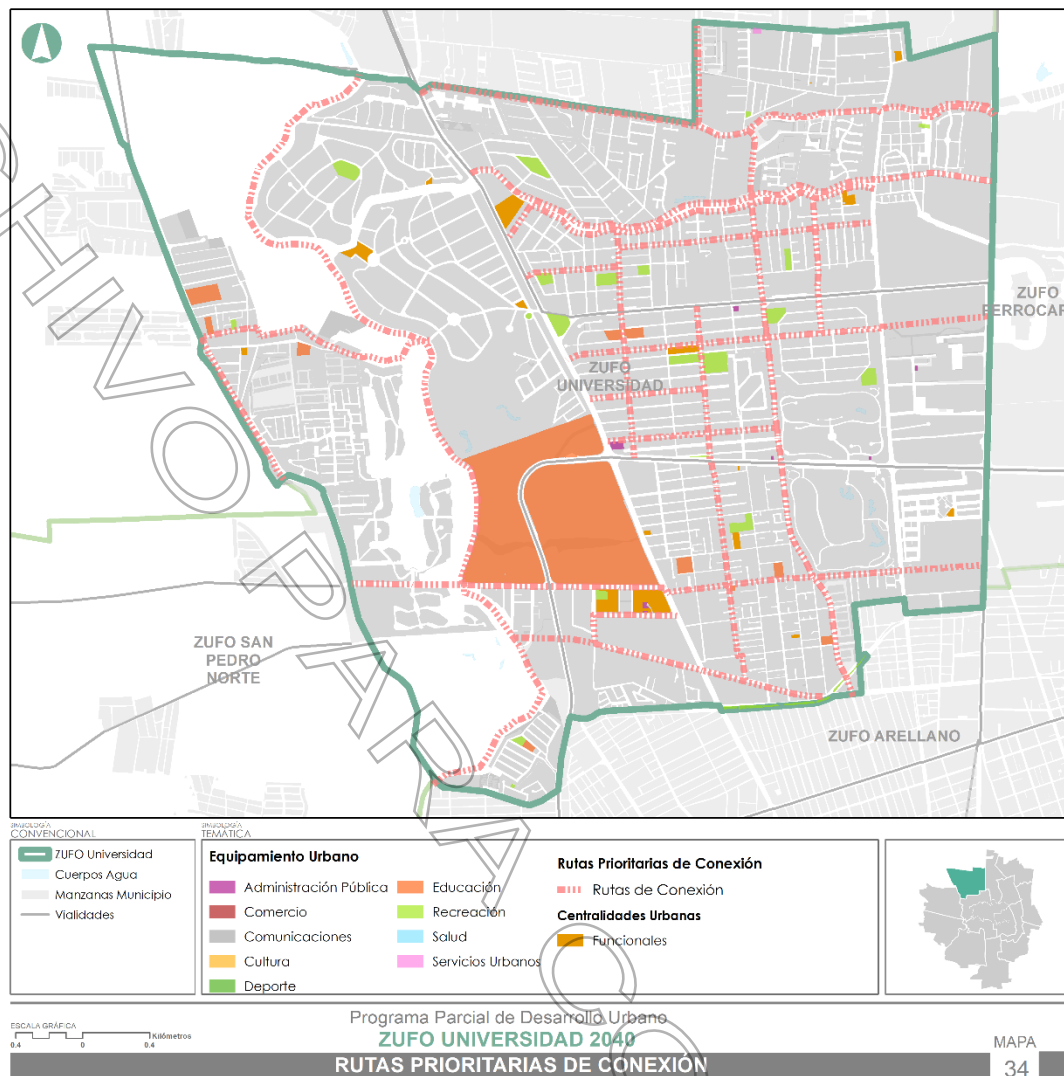 ZUFO
FERROCAR
ZUFO
UNIVERSIDAD
ZUFO SAN
PEDRO
NORTE
ZUFO ARELLANO
SIMBOLOGÍA
CONVENCIONAL
ZUFO Universidad
Cuerpos Agua
Manzanas Municipio
Vialidades
SIMBOLOGÍA
TEMÁTICA
Equipamiento Urbano
Administración Pública
Comercio
Comunicaciones
Cultura
Deporte
Educación
Recreación
Salud
Servicios Urbanos
Rutas Prioritarias de Conexión
Rutas de Conexión
Centralidades Urbanas
Funcionales
ESCALA GRÁFICA
0.4 0 0.4 Kilómetros
Programa Parcial de Desarrollo Urbano
ZUFO UNIVERSIDAD 2040
RUTAS PRIORITARIAS DE CONEXIÓN
MAPA
34